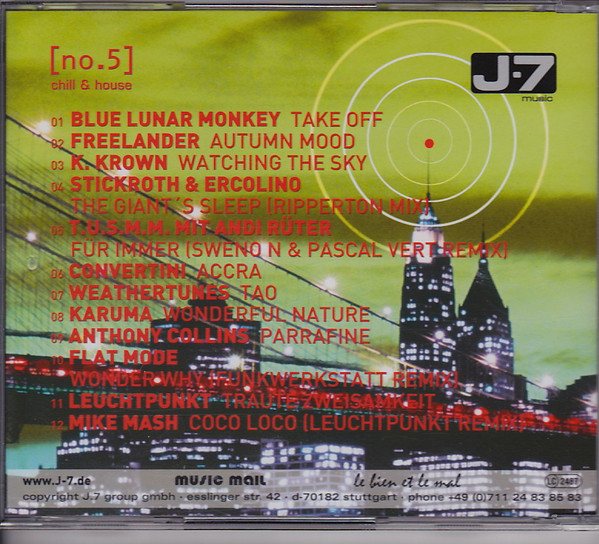 [no.5]
chill & house
J-7
music
01 BLUE LUNAR MONKEY TAKE OFF
02 FREELANDER AUTUMN MOOD
03 K. KROWN WATCHING THE SKY
04 STICKROTH & ERCOLINO
THE GIANT´S SLEEP (RIPPERTON MIX)
05 T.U.S.M.M. MIT ANDI RÜTER
FÜR IMMER (SWENO N & PASCAL VERT REMIX)
06 CONVERTINI ACCRA
07 WEATHERTUNES TAO
08 KARUMA WONDERFUL NATURE
09 ANTHONY COLLINS PARRAFINE
10 FLAT MODE
WONDER WHY (FUNKWERKSTATT REMIX)
11 LEUCHTPUNKT TRAUTE ZWEISAMKEIT
12 MIKE MASH COCO LOCO (LEUCHTPUNKT REMIX)
www.J-7.de MUSIC MAIL le bien et le mal LC 2467
copyright J.7 group gmbh · esslinger str. 42 · d-70182 stuttgart · phone +49 (0)711 24 83 85 83